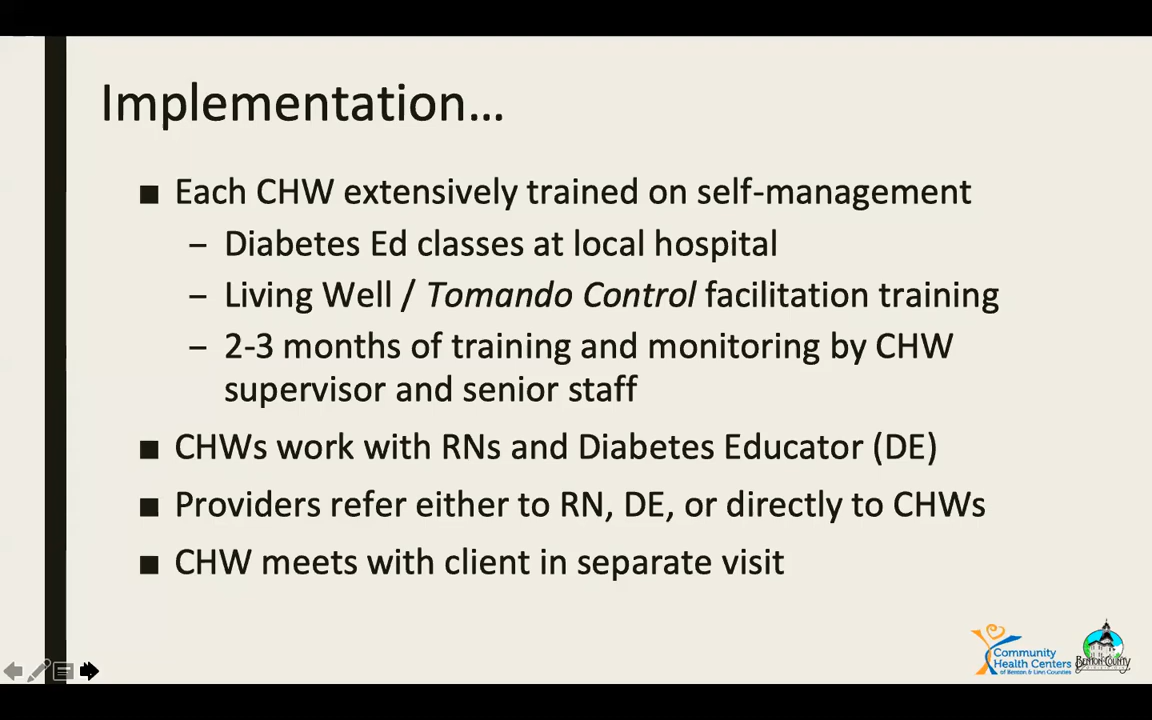 Implementation...
■ Each CHW extensively trained on self-management
– Diabetes Ed classes at local hospital
– Living Well / Tomando Control facilitation training
– 2-3 months of training and monitoring by CHW
supervisor and senior staff
■ CHWs work with RNs and Diabetes Educator (DE)
■ Providers refer either to RN, DE, or directly to CHWs
■ CHW meets with client in separate visit
Community
Health Centers
of Benton & Linn Counties
Benton County